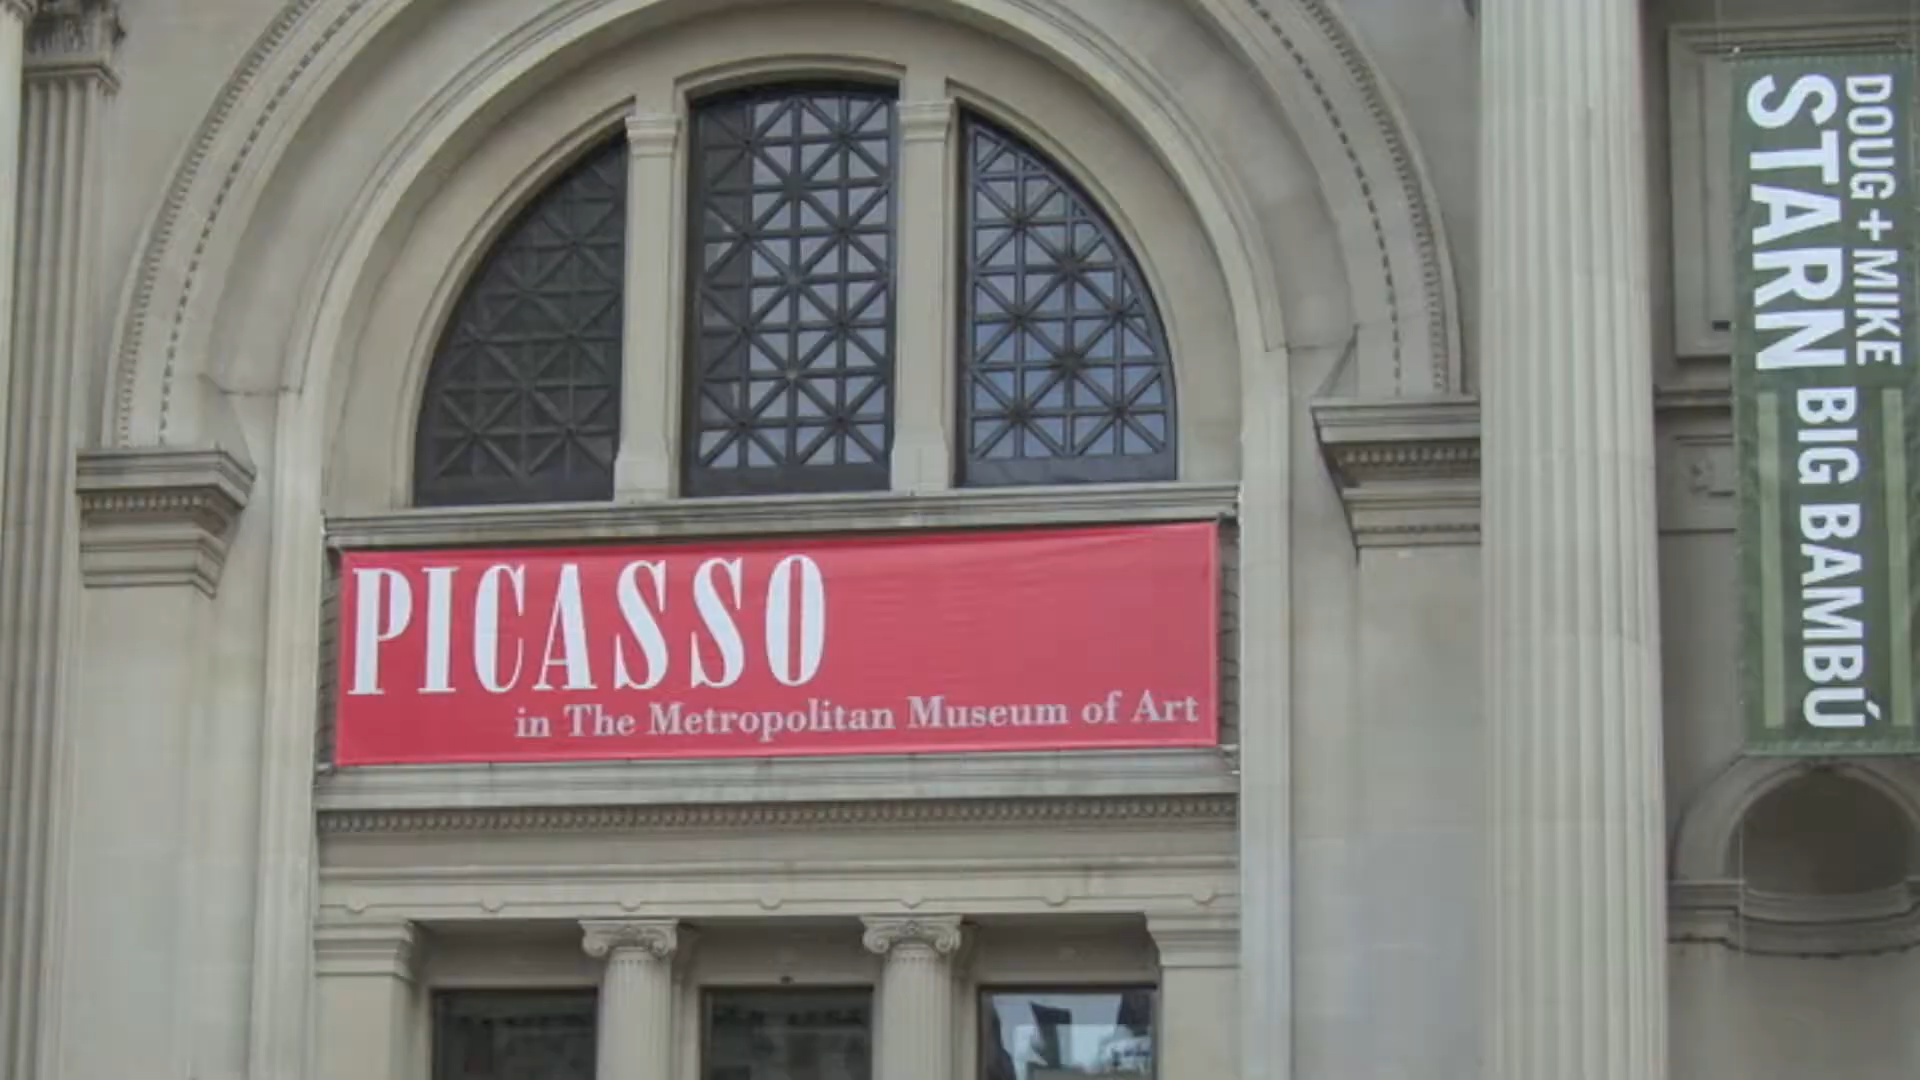 PICASSO
in The Metropolitan Museum of Art
DOUG + MIKE
STARN BIG BAMBÚ